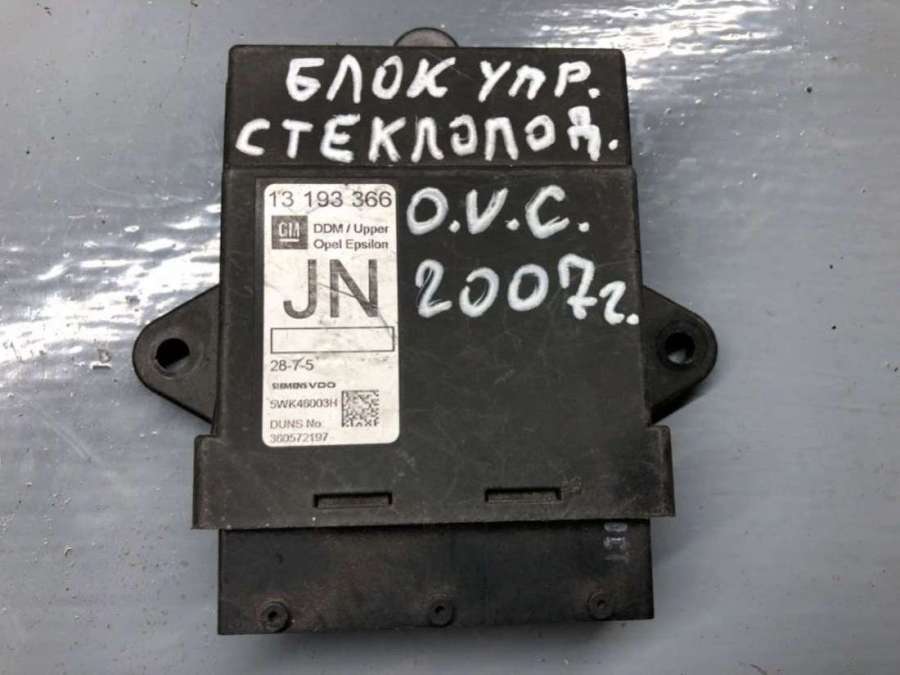 БЛОК УПР.
СТЕКЛОПОД.
O.V.C.
2007г.
13 193 366
GM
DDM / Upper
Opel Epsilon
JN
28-7-5
SIEMENS VDO
5WK46003H
DUNS No.
360572197